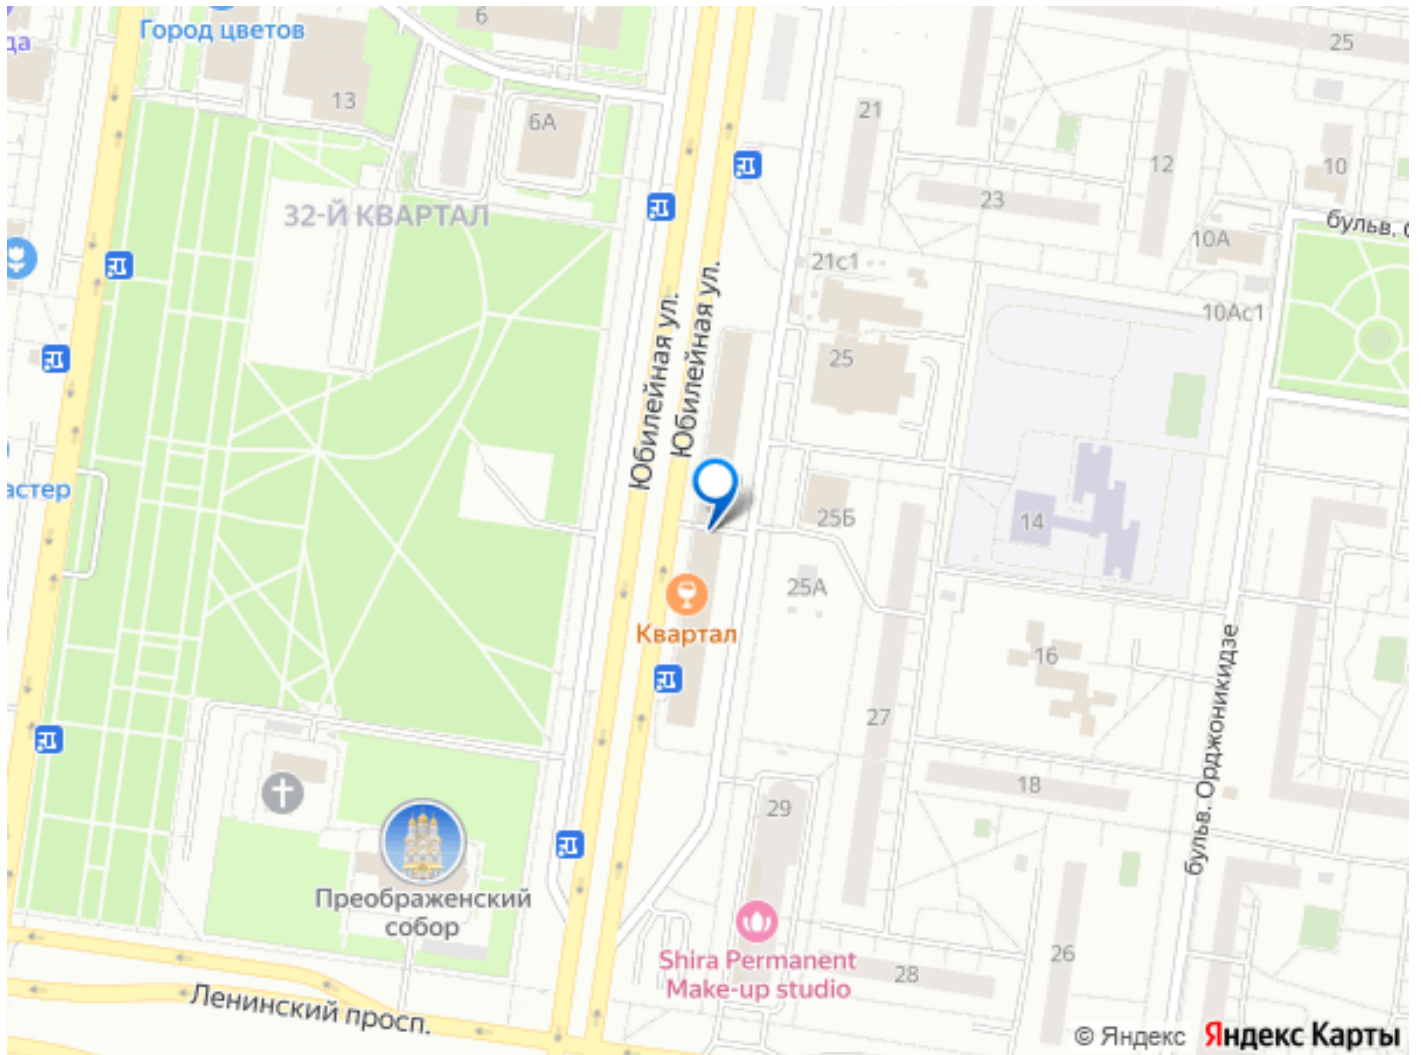 6
Город цветов
да
25
13
6А
21
12
10
23
32-Й КВАРТАЛ
10А
бульв. О
21с1
10Ас1
Юбилейная ул.
Юбилейная ул.
25
астер
25Б
14
25А
Квартал
16
27
бульв. Орджоникидзе
18
29
Преображенский
собор
Shira Permanent
Make-up studio
28
26
Ленинский просп.
© Яндекс Яндекс Карты